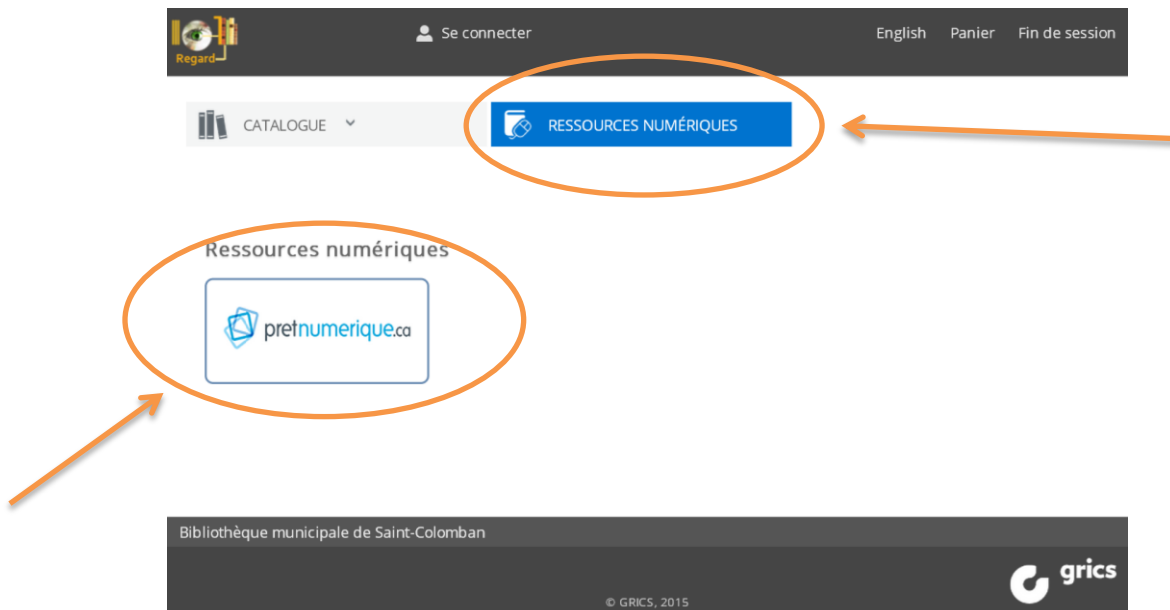 Regard
Se connecter
English Panier Fin de session
CATALOGUE
RESSOURCES NUMÉRIQUES
Ressources numériques
pretnumerique.ca
Bibliothèque municipale de Saint-Colomban
grics
© GRICS, 2015